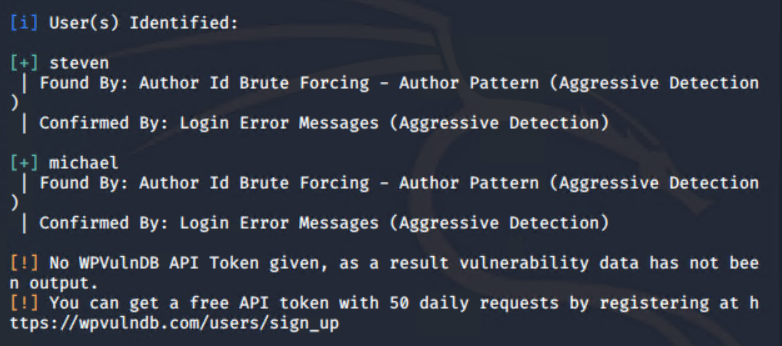 [i] User(s) Identified:
[+] steven
| Found By: Author Id Brute Forcing - Author Pattern (Aggressive Detection
)
| Confirmed By: Login Error Messages (Aggressive Detection)
[+] michael
| Found By: Author Id Brute Forcing - Author Pattern (Aggressive Detection
)
| Confirmed By: Login Error Messages (Aggressive Detection)
[!] No WPVulnDB API Token given, as a result vulnerability data has not bee
n output.
[!] You can get a free API token with 50 daily requests by registering at h
ttps://wpvulndb.com/users/sign_up